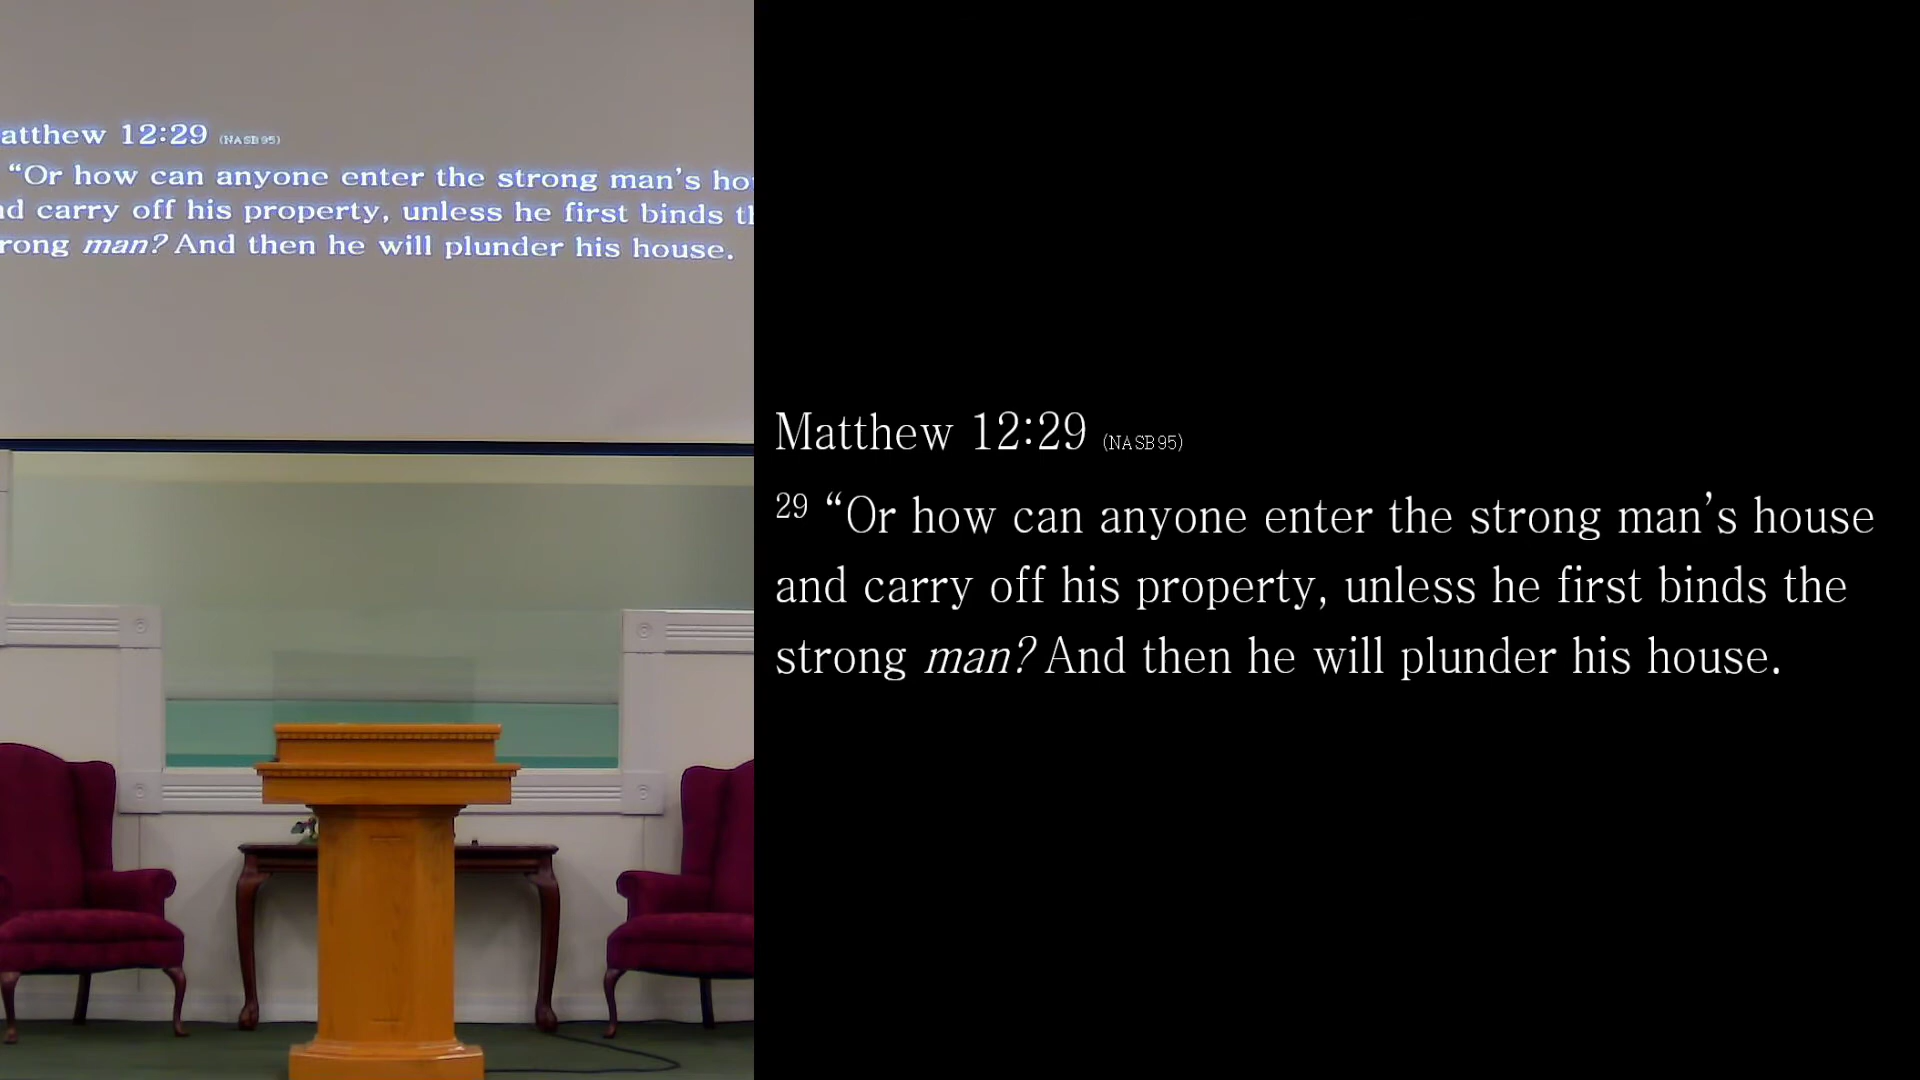 atthew 12:29 (NASB95)
“Or how can anyone enter the strong man’s
carry off his property, unless he first binds
man? And then he will plunder his house.
Matthew 12:29 (NASB95)
29 “Or how can anyone enter the strong man’s house
and carry off his property, unless he first binds the
strong man? And then he will plunder his house.